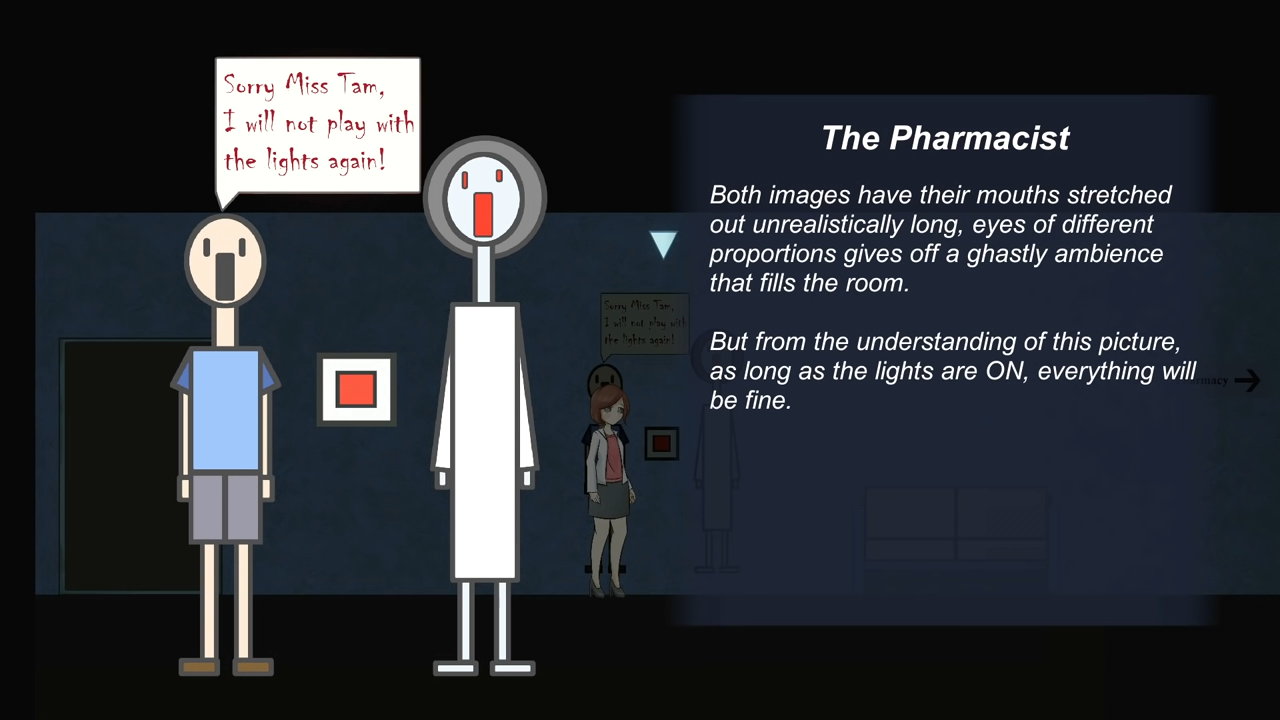 Sorry Miss Tam,
I will not play with
the lights again!
The Pharmacist
Both images have their mouths stretched
out unrealistically long, eyes of different
proportions gives off a ghastly ambience
that fills the room.
But from the understanding of this picture,
as long as the lights are ON, everything will
be fine.
Sorry Miss Tam,
I will not play with
the lights again!